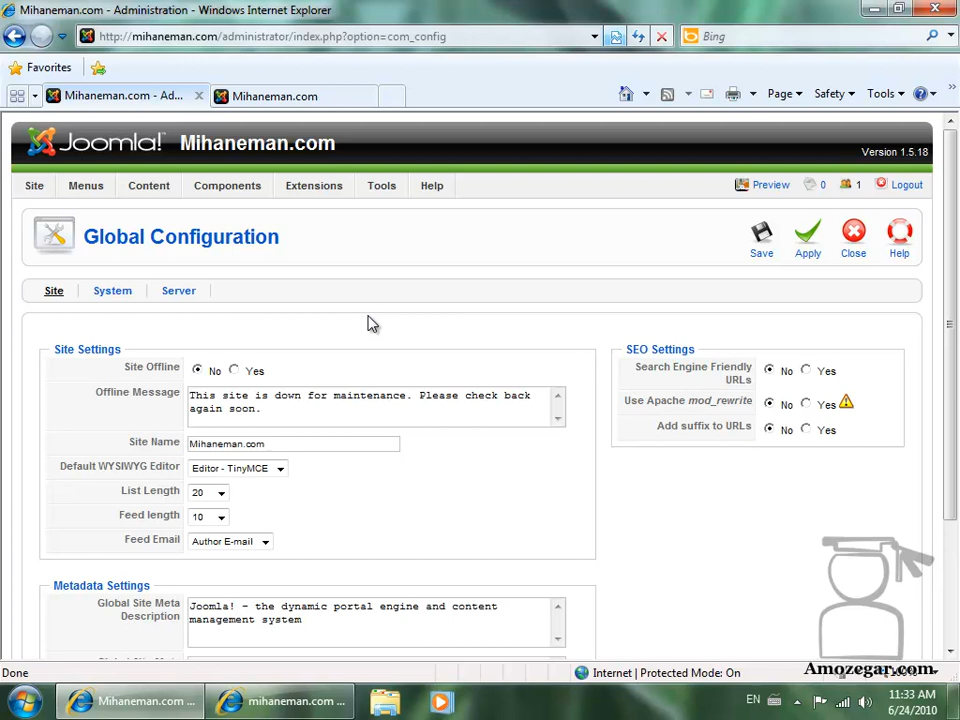 Mihaneman.com - Administration - Windows Internet Explorer
http://mihaneman.com/administrator/index.php?option=com_config
Bing
Favorites
Mihaneman.com - Ad...
Mihaneman.com
Page
Safety
Tools
Joomla!
Mihaneman.com
Version 1.5.18
Site
Menus
Content
Components
Extensions
Tools
Help
Preview
0
1
Logout
Global Configuration
Save
Apply
Close
Help
Site
System
Server
Site Settings
Site Offline
No
Yes
Offline Message
This site is down for maintenance. Please check back
again soon.
Site Name
Mihaneman.com
Default WYSIWYG Editor
Editor - TinyMCE
List Length
20
Feed length
10
Feed Email
Author E-mail
SEO Settings
Search Engine Friendly
URLs
No
Yes
Use Apache mod_rewrite
No
Yes
Add suffix to URLs
No
Yes
Metadata Settings
Global Site Meta
Description
Joomla! - the dynamic portal engine and content
management system
Amozegar.com
Done
Internet | Protected Mode: On
Mihaneman.com ...
mihaneman.com ...
EN
11:33 AM
6/24/2010